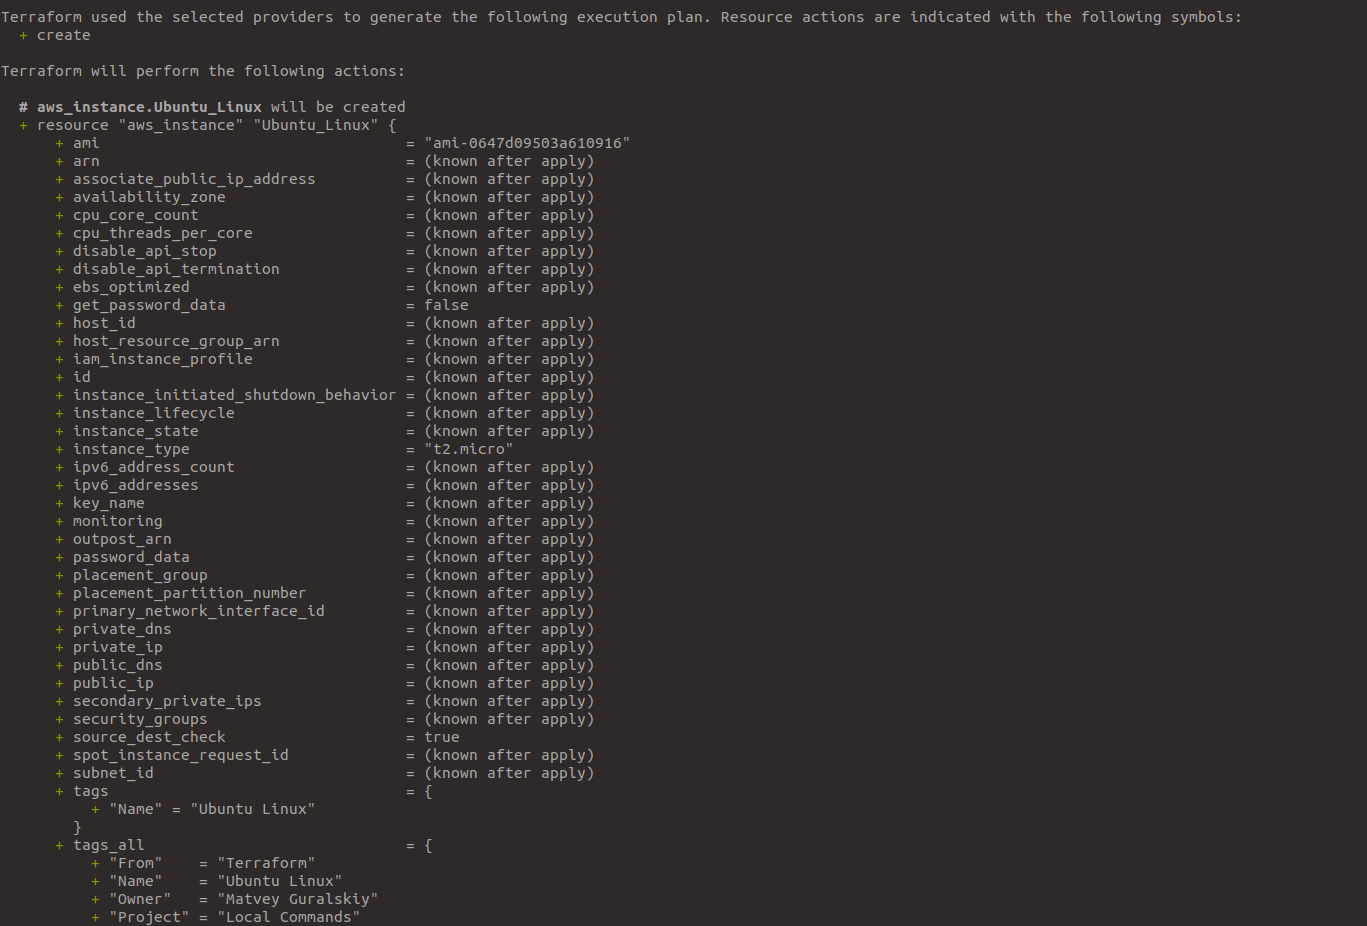 Terraform used the selected providers to generate the following execution plan. Resource actions are indicated with the following symbols:
  + create

Terraform will perform the following actions:

  # aws_instance.Ubuntu_Linux will be created
  + resource "aws_instance" "Ubuntu_Linux" {
      + ami                                  = "ami-0647d09503a610916"
      + arn                                  = (known after apply)
      + associate_public_ip_address          = (known after apply)
      + availability_zone                    = (known after apply)
      + cpu_core_count                       = (known after apply)
      + cpu_threads_per_core                 = (known after apply)
      + disable_api_stop                     = (known after apply)
      + disable_api_termination              = (known after apply)
      + ebs_optimized                        = (known after apply)
      + get_password_data                    = false
      + host_id                              = (known after apply)
      + host_resource_group_arn              = (known after apply)
      + iam_instance_profile                 = (known after apply)
      + id                                   = (known after apply)
      + instance_initiated_shutdown_behavior = (known after apply)
      + instance_lifecycle                   = (known after apply)
      + instance_state                       = (known after apply)
      + instance_type                        = "t2.micro"
      + ipv6_address_count                   = (known after apply)
      + ipv6_addresses                       = (known after apply)
      + key_name                             = (known after apply)
      + monitoring                           = (known after apply)
      + outpost_arn                          = (known after apply)
      + password_data                        = (known after apply)
      + placement_group                      = (known after apply)
      + placement_partition_number           = (known after apply)
      + primary_network_interface_id         = (known after apply)
      + private_dns                          = (known after apply)
      + private_ip                           = (known after apply)
      + public_dns                           = (known after apply)
      + public_ip                            = (known after apply)
      + secondary_private_ips                = (known after apply)
      + security_groups                      = (known after apply)
      + source_dest_check                    = true
      + spot_instance_request_id             = (known after apply)
      + subnet_id                            = (known after apply)
      + tags                                 = {
          + "Name" = "Ubuntu Linux"
        }
      + tags_all                             = {
          + "From"    = "Terraform"
          + "Name"    = "Ubuntu Linux"
          + "Owner"   = "Matvey Guralskiy"
          + "Project" = "Local Commands"